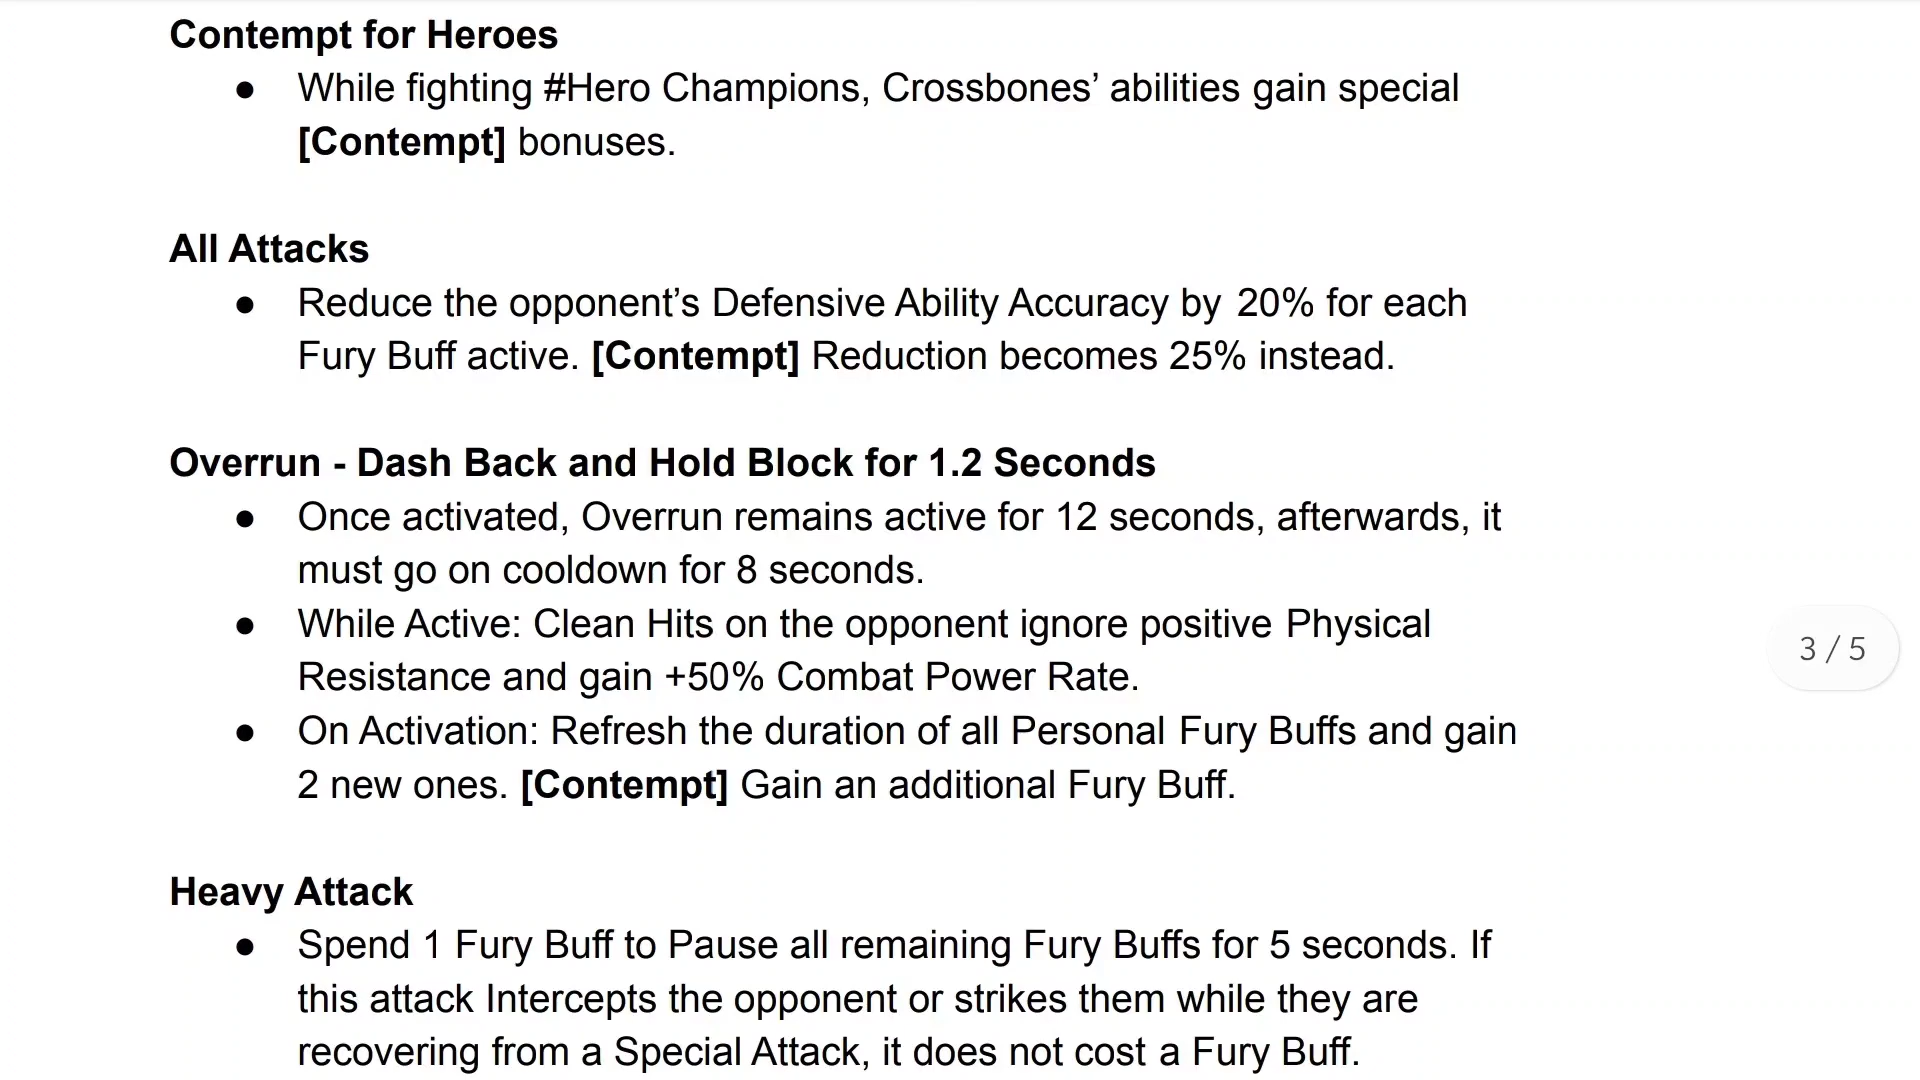 Contempt for Heroes
● While fighting #Hero Champions, Crossbones’ abilities gain special
[Contempt] bonuses.
All Attacks
● Reduce the opponent’s Defensive Ability Accuracy by 20% for each
Fury Buff active. [Contempt] Reduction becomes 25% instead.
Overrun - Dash Back and Hold Block for 1.2 Seconds
● Once activated, Overrun remains active for 12 seconds, afterwards, it
must go on cooldown for 8 seconds.
● While Active: Clean Hits on the opponent ignore positive Physical
Resistance and gain +50% Combat Power Rate.
● On Activation: Refresh the duration of all Personal Fury Buffs and gain
2 new ones. [Contempt] Gain an additional Fury Buff.
Heavy Attack
● Spend 1 Fury Buff to Pause all remaining Fury Buffs for 5 seconds. If
this attack Intercepts the opponent or strikes them while they are
recovering from a Special Attack, it does not cost a Fury Buff.
3 / 5